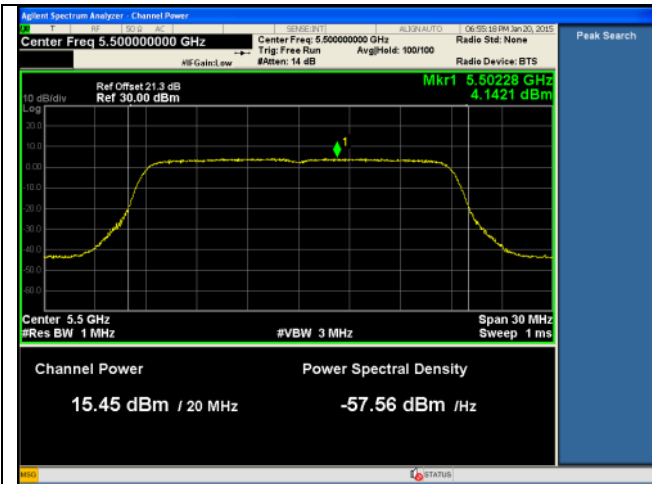 Agilent Spectrum Analyzer - Channel Power
T RF 50 Ω AC SENSE:INT ALIGN AUTO 06:55:18 PM Jan 20, 2015
Center Freq 5.500000000 GHz Center Freq: 5.500000000 GHz Radio Std: None
Trig: Free Run Avg|Hold: 100/100
#IFGain:Low #Atten: 14 dB Radio Device: BTS
Peak Search
Ref Offset 21.3 dB Mkr1 5.50228 GHz
10 dB/div Ref 30.00 dBm 4.1421 dBm
Log
20.0
10.0
1
0.00
-10.0
-20.0
-30.0
-40.0
-50.0
-60.0
Center 5.5 GHz Span 30 MHz
#Res BW 1 MHz #VBW 3 MHz Sweep 1 ms
Channel Power Power Spectral Density
15.45 dBm / 20 MHz -57.56 dBm /Hz
MSG STATUS